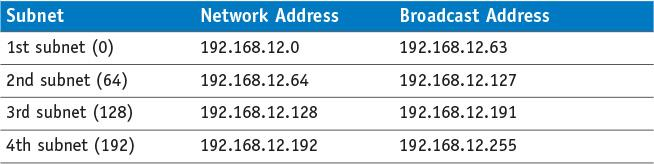 Subnet Network Address Broadcast Address
1st subnet (0) 192.168.12.0 192.168.12.63
2nd subnet (64) 192.168.12.64 192.168.12.127
3rd subnet (128) 192.168.12.128 192.168.12.191
4th subnet (192) 192.168.12.192 192.168.12.255